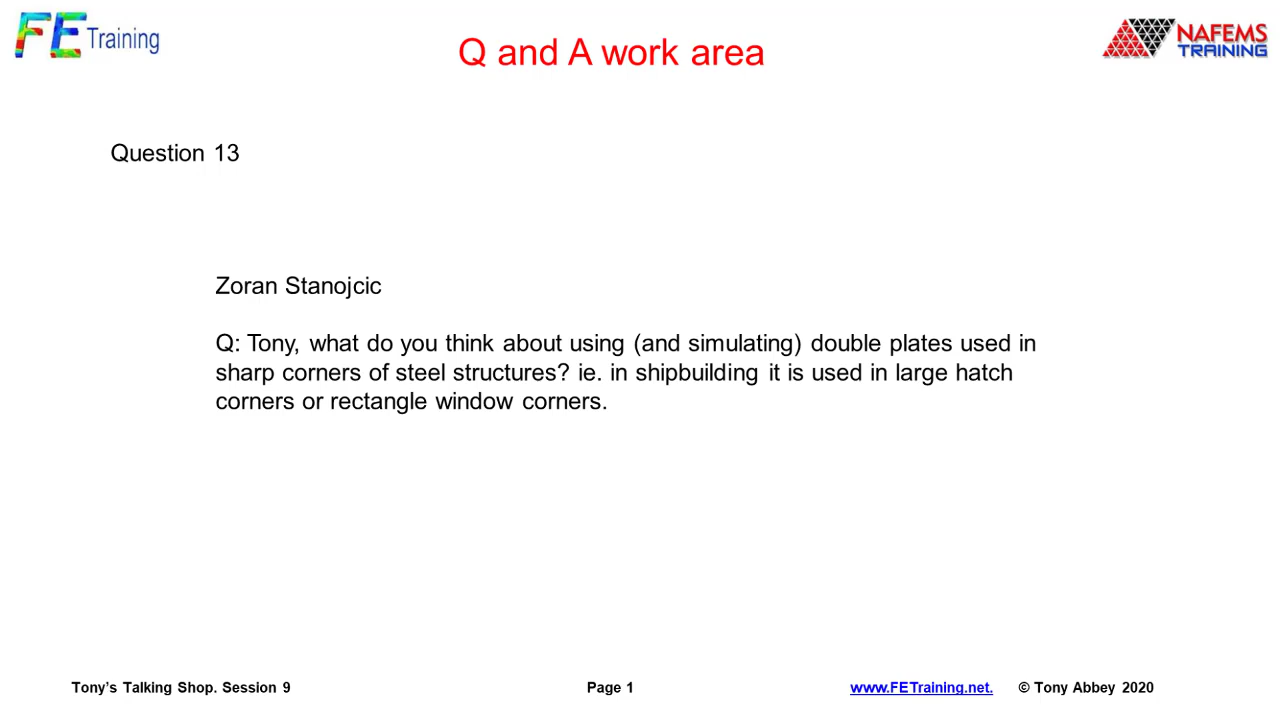 FE Training
Q and A work area
NAFEMS
TRAINING
Question 13
Zoran Stanojcic
Q: Tony, what do you think about using (and simulating) double plates used in
sharp corners of steel structures? ie. in shipbuilding it is used in large hatch
corners or rectangle window corners.
Tony’s Talking Shop. Session 9
Page 1
www.FETraining.net.
© Tony Abbey 2020